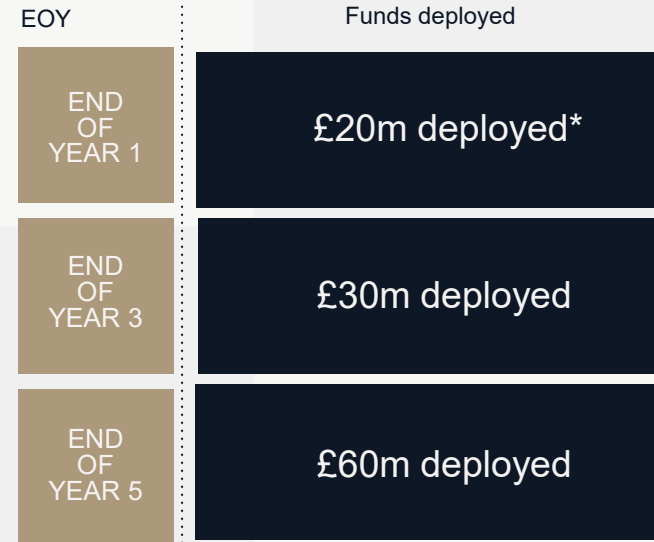 EOY
Funds deployed
END
OF
YEAR 1
£20m deployed*
END
OF
YEAR 3
£30m deployed
END
OF
YEAR 5
£60m deployed